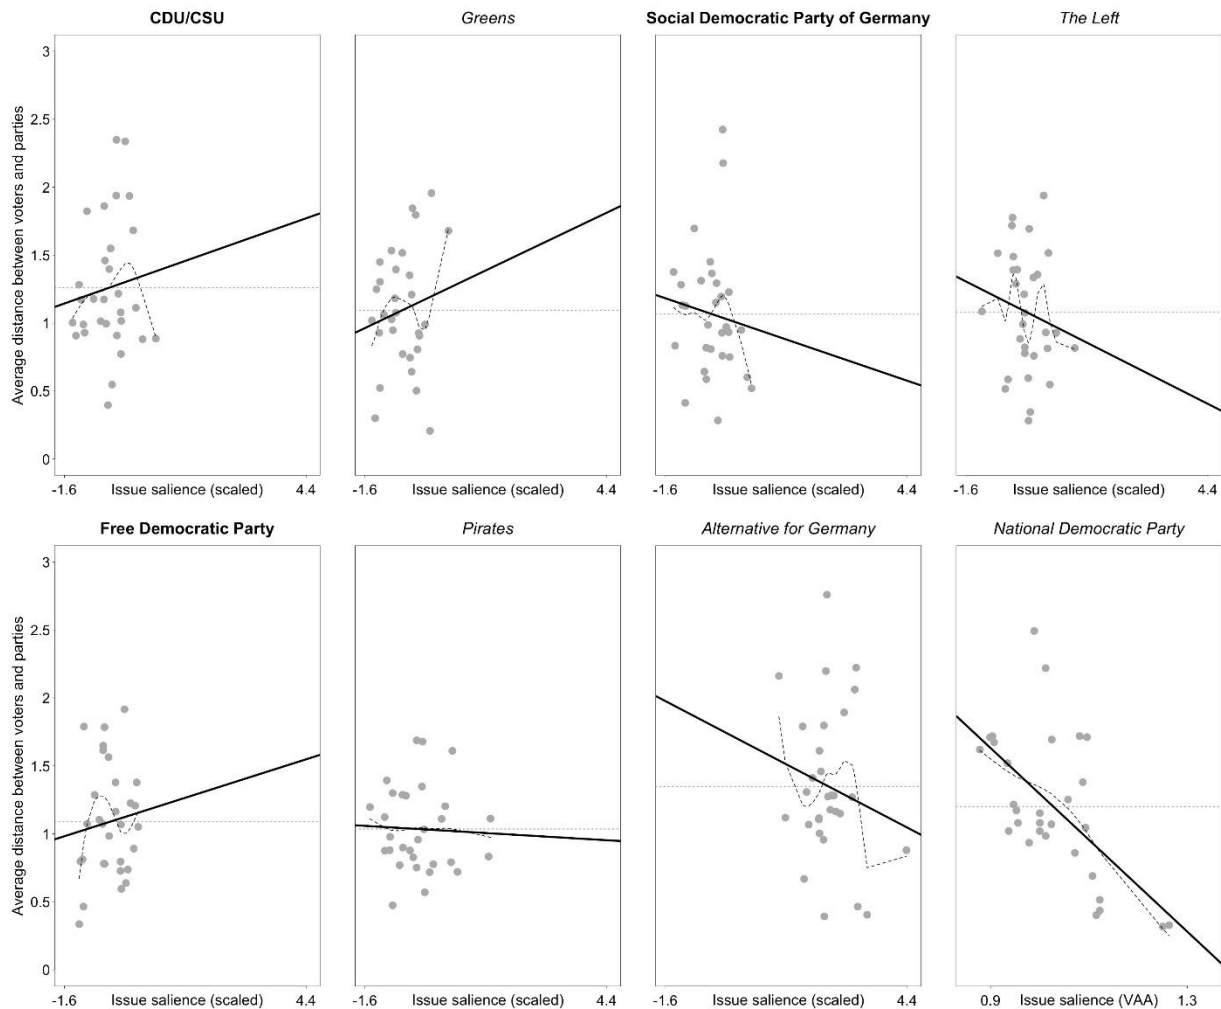 CDU/CSU Greens Social Democratic Party of Germany The Left
Average distance between voters and parties
3
2.5
2
1.5
1
0.5
0
-1.6 Issue salience (scaled) 4.4 -1.6 Issue salience (scaled) 4.4 -1.6 Issue salience (scaled) 4.4 -1.6 Issue salience (scaled) 4.4
Free Democratic Party Pirates Alternative for Germany National Democratic Party
Average distance between voters and parties
3
2.5
2
1.5
1
0.5
0
-1.6 Issue salience (scaled) 4.4 -1.6 Issue salience (scaled) 4.4 -1.6 Issue salience (scaled) 4.4 0.9 Issue salience (VAA) 1.3